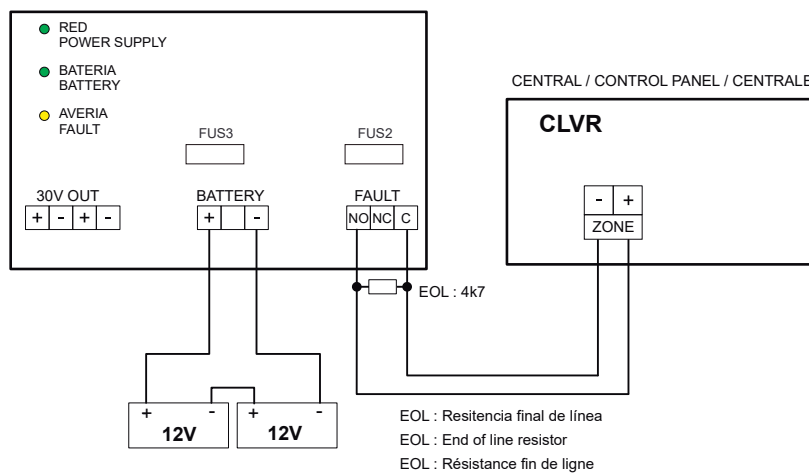 RED
POWER SUPPLY
BATERIA
BATTERY
AVERIA
FAULT
FUS3
FUS2
30V OUT
+ - + -
BATTERY
+ -
FAULT
NO NC C
EOL : 4k7
CENTRAL / CONTROL PANEL / CENTRALE
CLVR
- +
ZONE
+ - + -
12V 12V
EOL : Resitencia final de línea
EOL : End of line resistor
EOL : Résistance fin de ligne